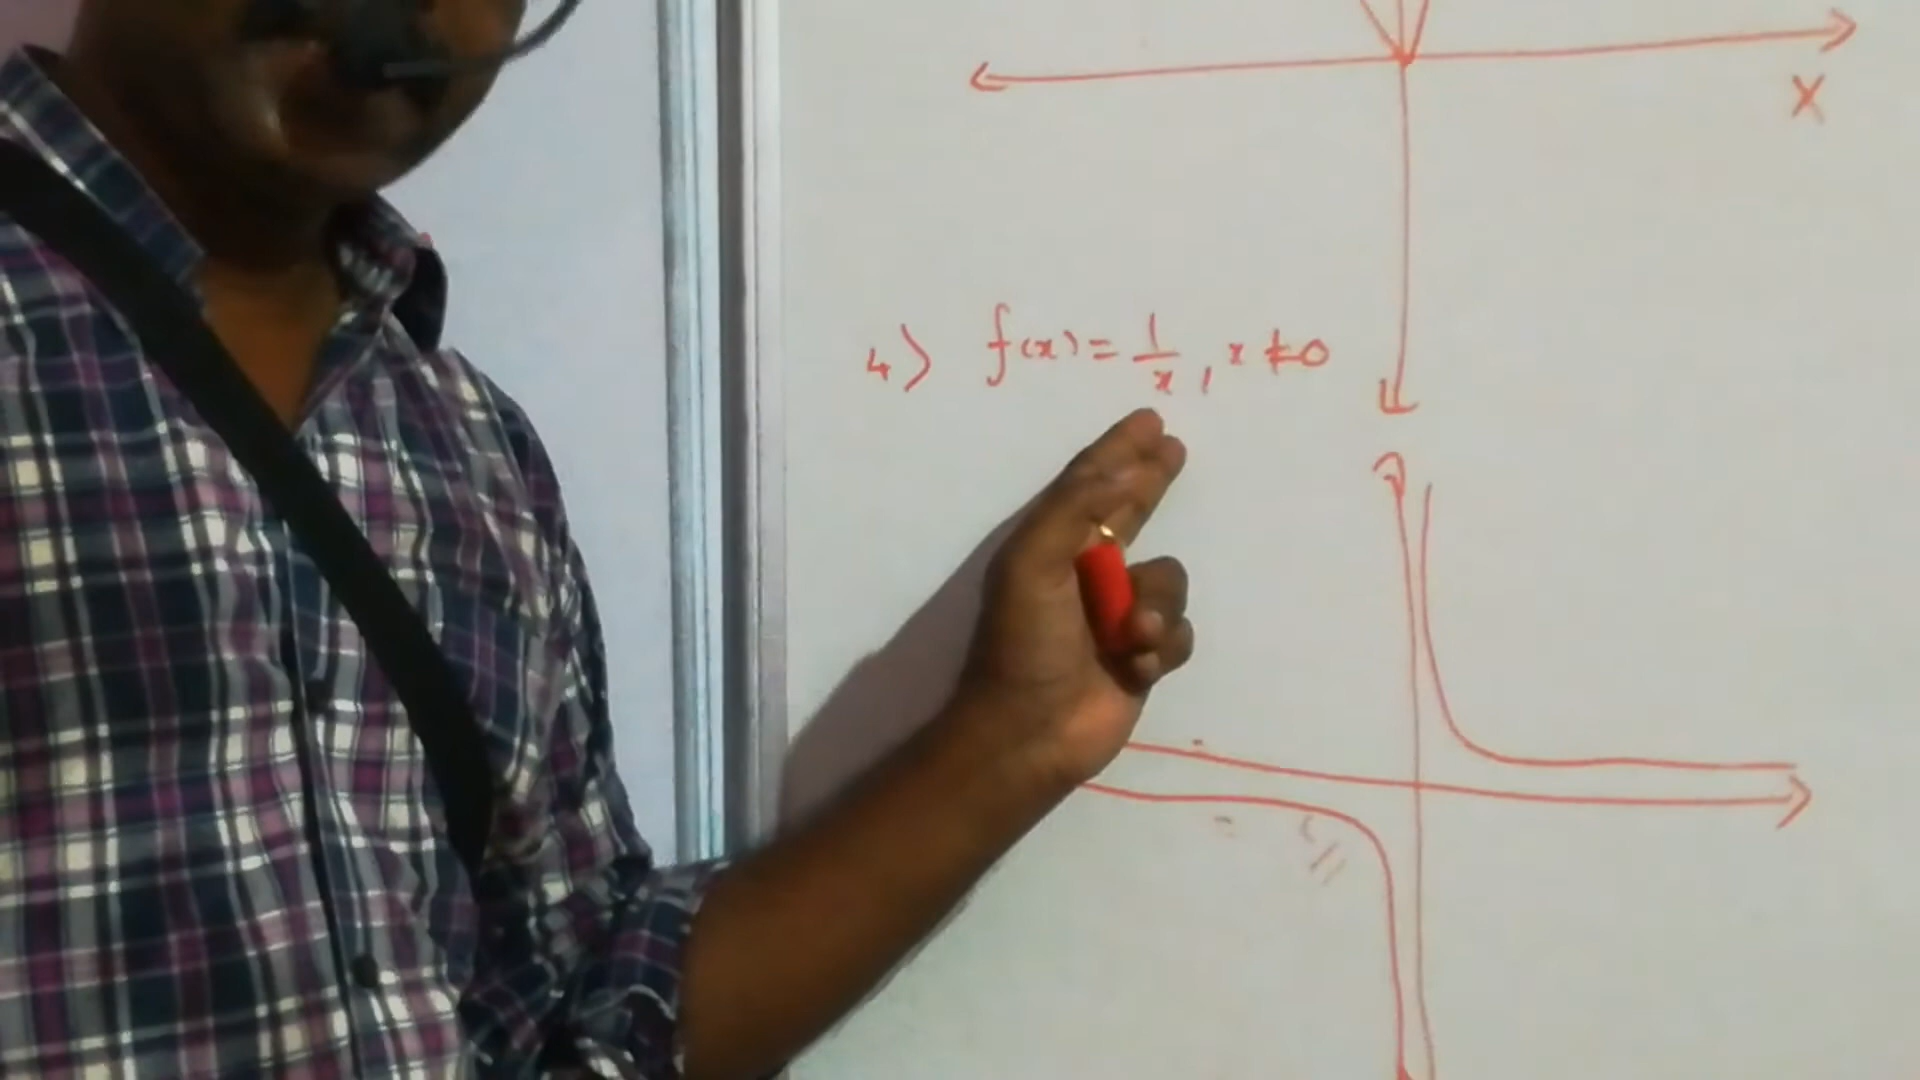 X
4) f(x) = 1/x, x ≠ 0